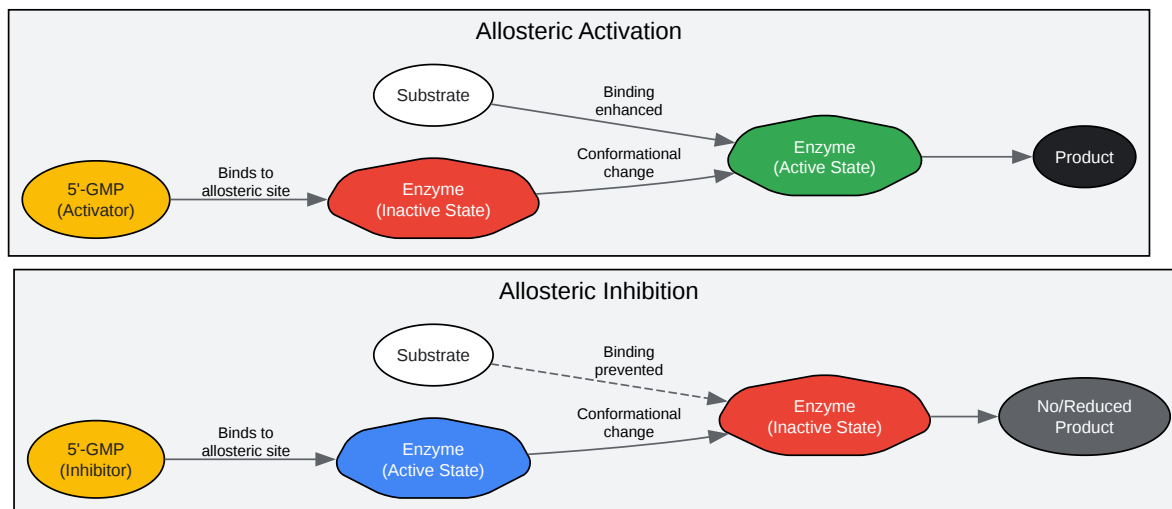 Allosteric Activation
Substrate
Binding
enhanced
5'-GMP
(Activator)
Binds to
allosteric site
Enzyme
(Inactive State)
Conformational
change
Enzyme
(Active State)
Product
Allosteric Inhibition
Substrate
Binding
prevented
5'-GMP
(Inhibitor)
Binds to
allosteric site
Enzyme
(Active State)
Conformational
change
Enzyme
(Inactive State)
No/Reduced
Product